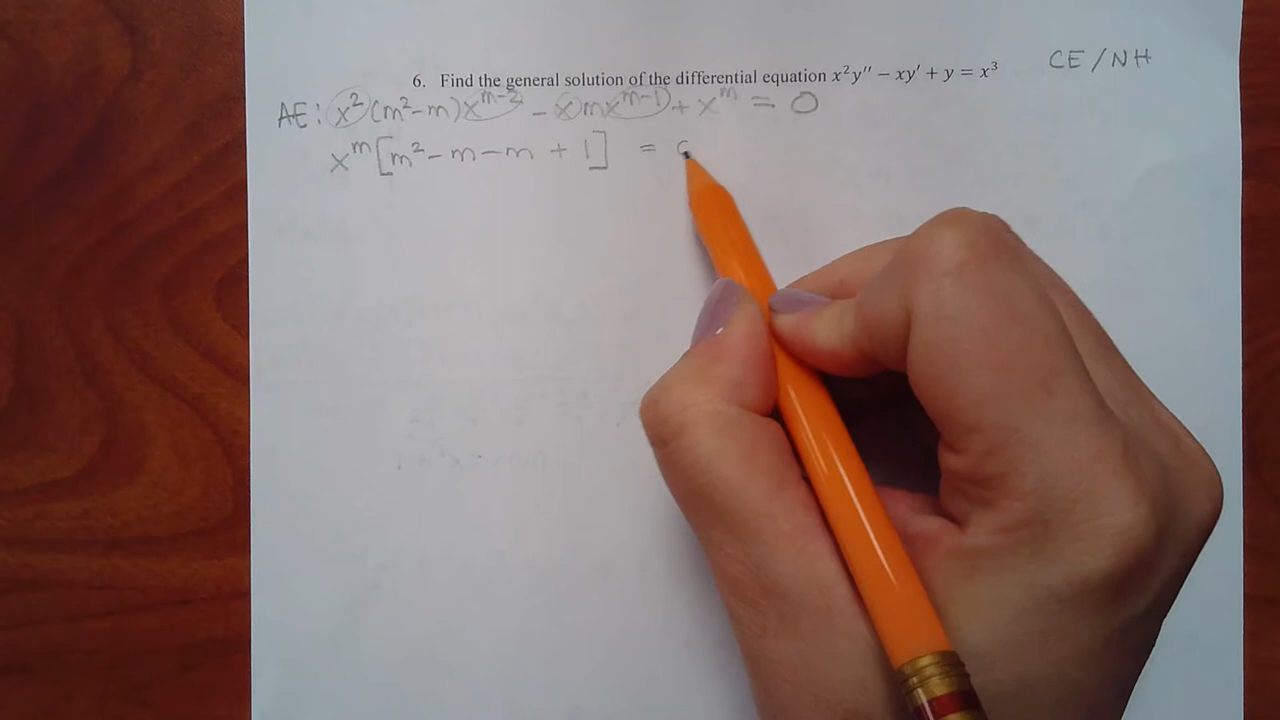 6. Find the general solution of the differential equation x²y″ − xy′ + y = x³
CE/NH
AE: x²(m²-m)x^{m-2} - xmx^{m-1} + x^m = 0
x^m[m² - m - m + 1] =